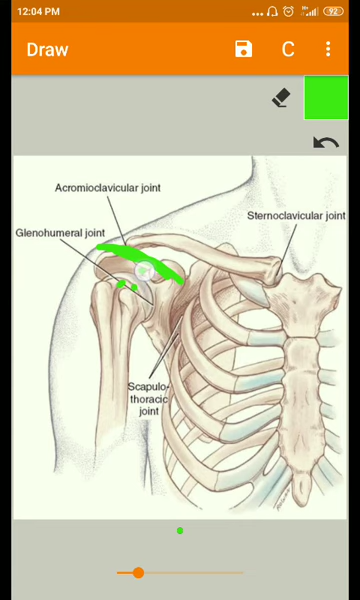 12:04 PM
92
Draw
C
Acromioclavicular joint
Sternoclavicular joint
Glenohumeral joint
Scapulo-
thoracic
joint